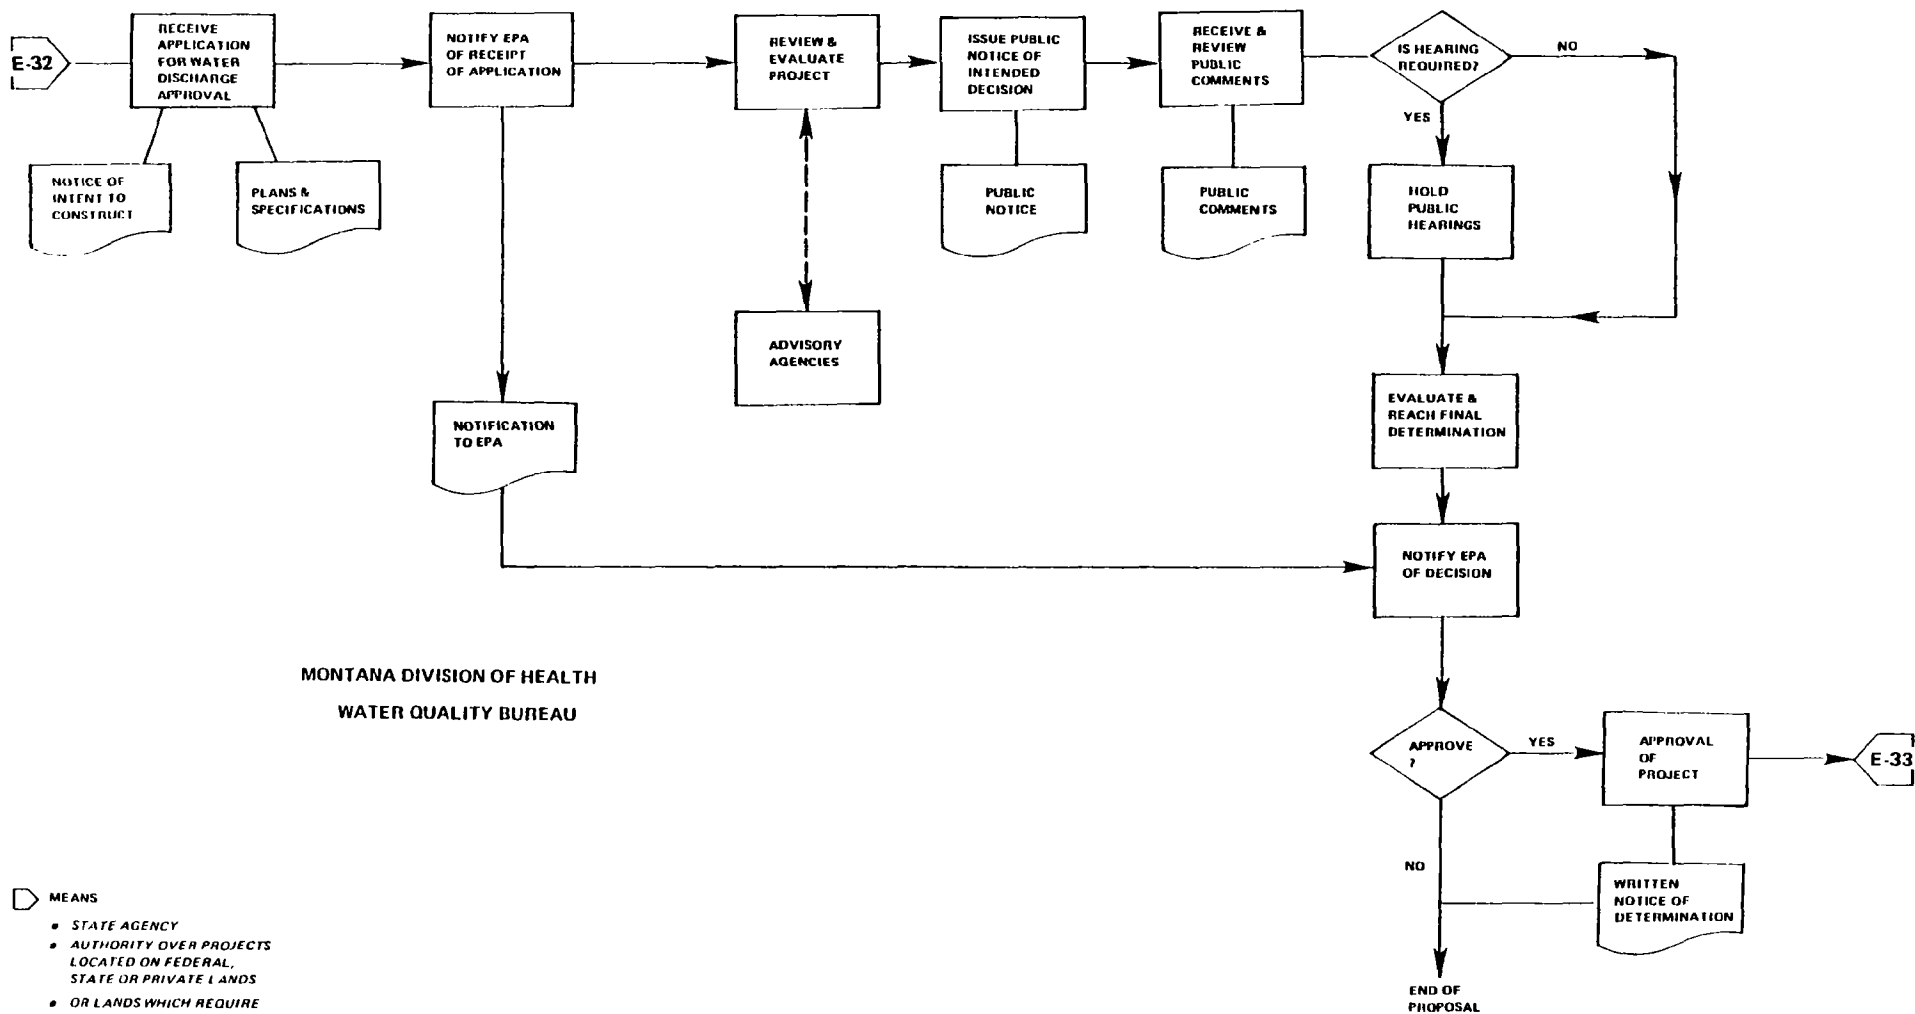 E-32
RECEIVE
APPLICATION
FOR WATER
DISCHARGE
APPROVAL
NOTIFY EPA
OF RECEIPT
OF APPLICATION
REVIEW &
EVALUATE
PROJECT
ISSUE PUBLIC
NOTICE OF
INTENDED
DECISION
RECEIVE &
REVIEW
PUBLIC
COMMENTS
IS HEARING
REQUIRED?
NO
YES
NOTICE OF
INTENT TO
CONSTRUCT
PLANS &
SPECIFICATIONS
PUBLIC
NOTICE
PUBLIC
COMMENTS
HOLD
PUBLIC
HEARINGS
ADVISORY
AGENCIES
NOTIFICATION
TO EPA
EVALUATE &
REACH FINAL
DETERMINATION
NOTIFY EPA
OF DECISION
MONTANA DIVISION OF HEALTH
WATER QUALITY BUREAU
APPROVE
?
YES
APPROVAL
OF
PROJECT
E-33
NO
WRITTEN
NOTICE OF
DETERMINATION
END OF
PROPOSAL
MEANS
• STATE AGENCY
• AUTHORITY OVER PROJECTS
LOCATED ON FEDERAL,
STATE OR PRIVATE LANDS
• OR LANDS WHICH REQUIRE